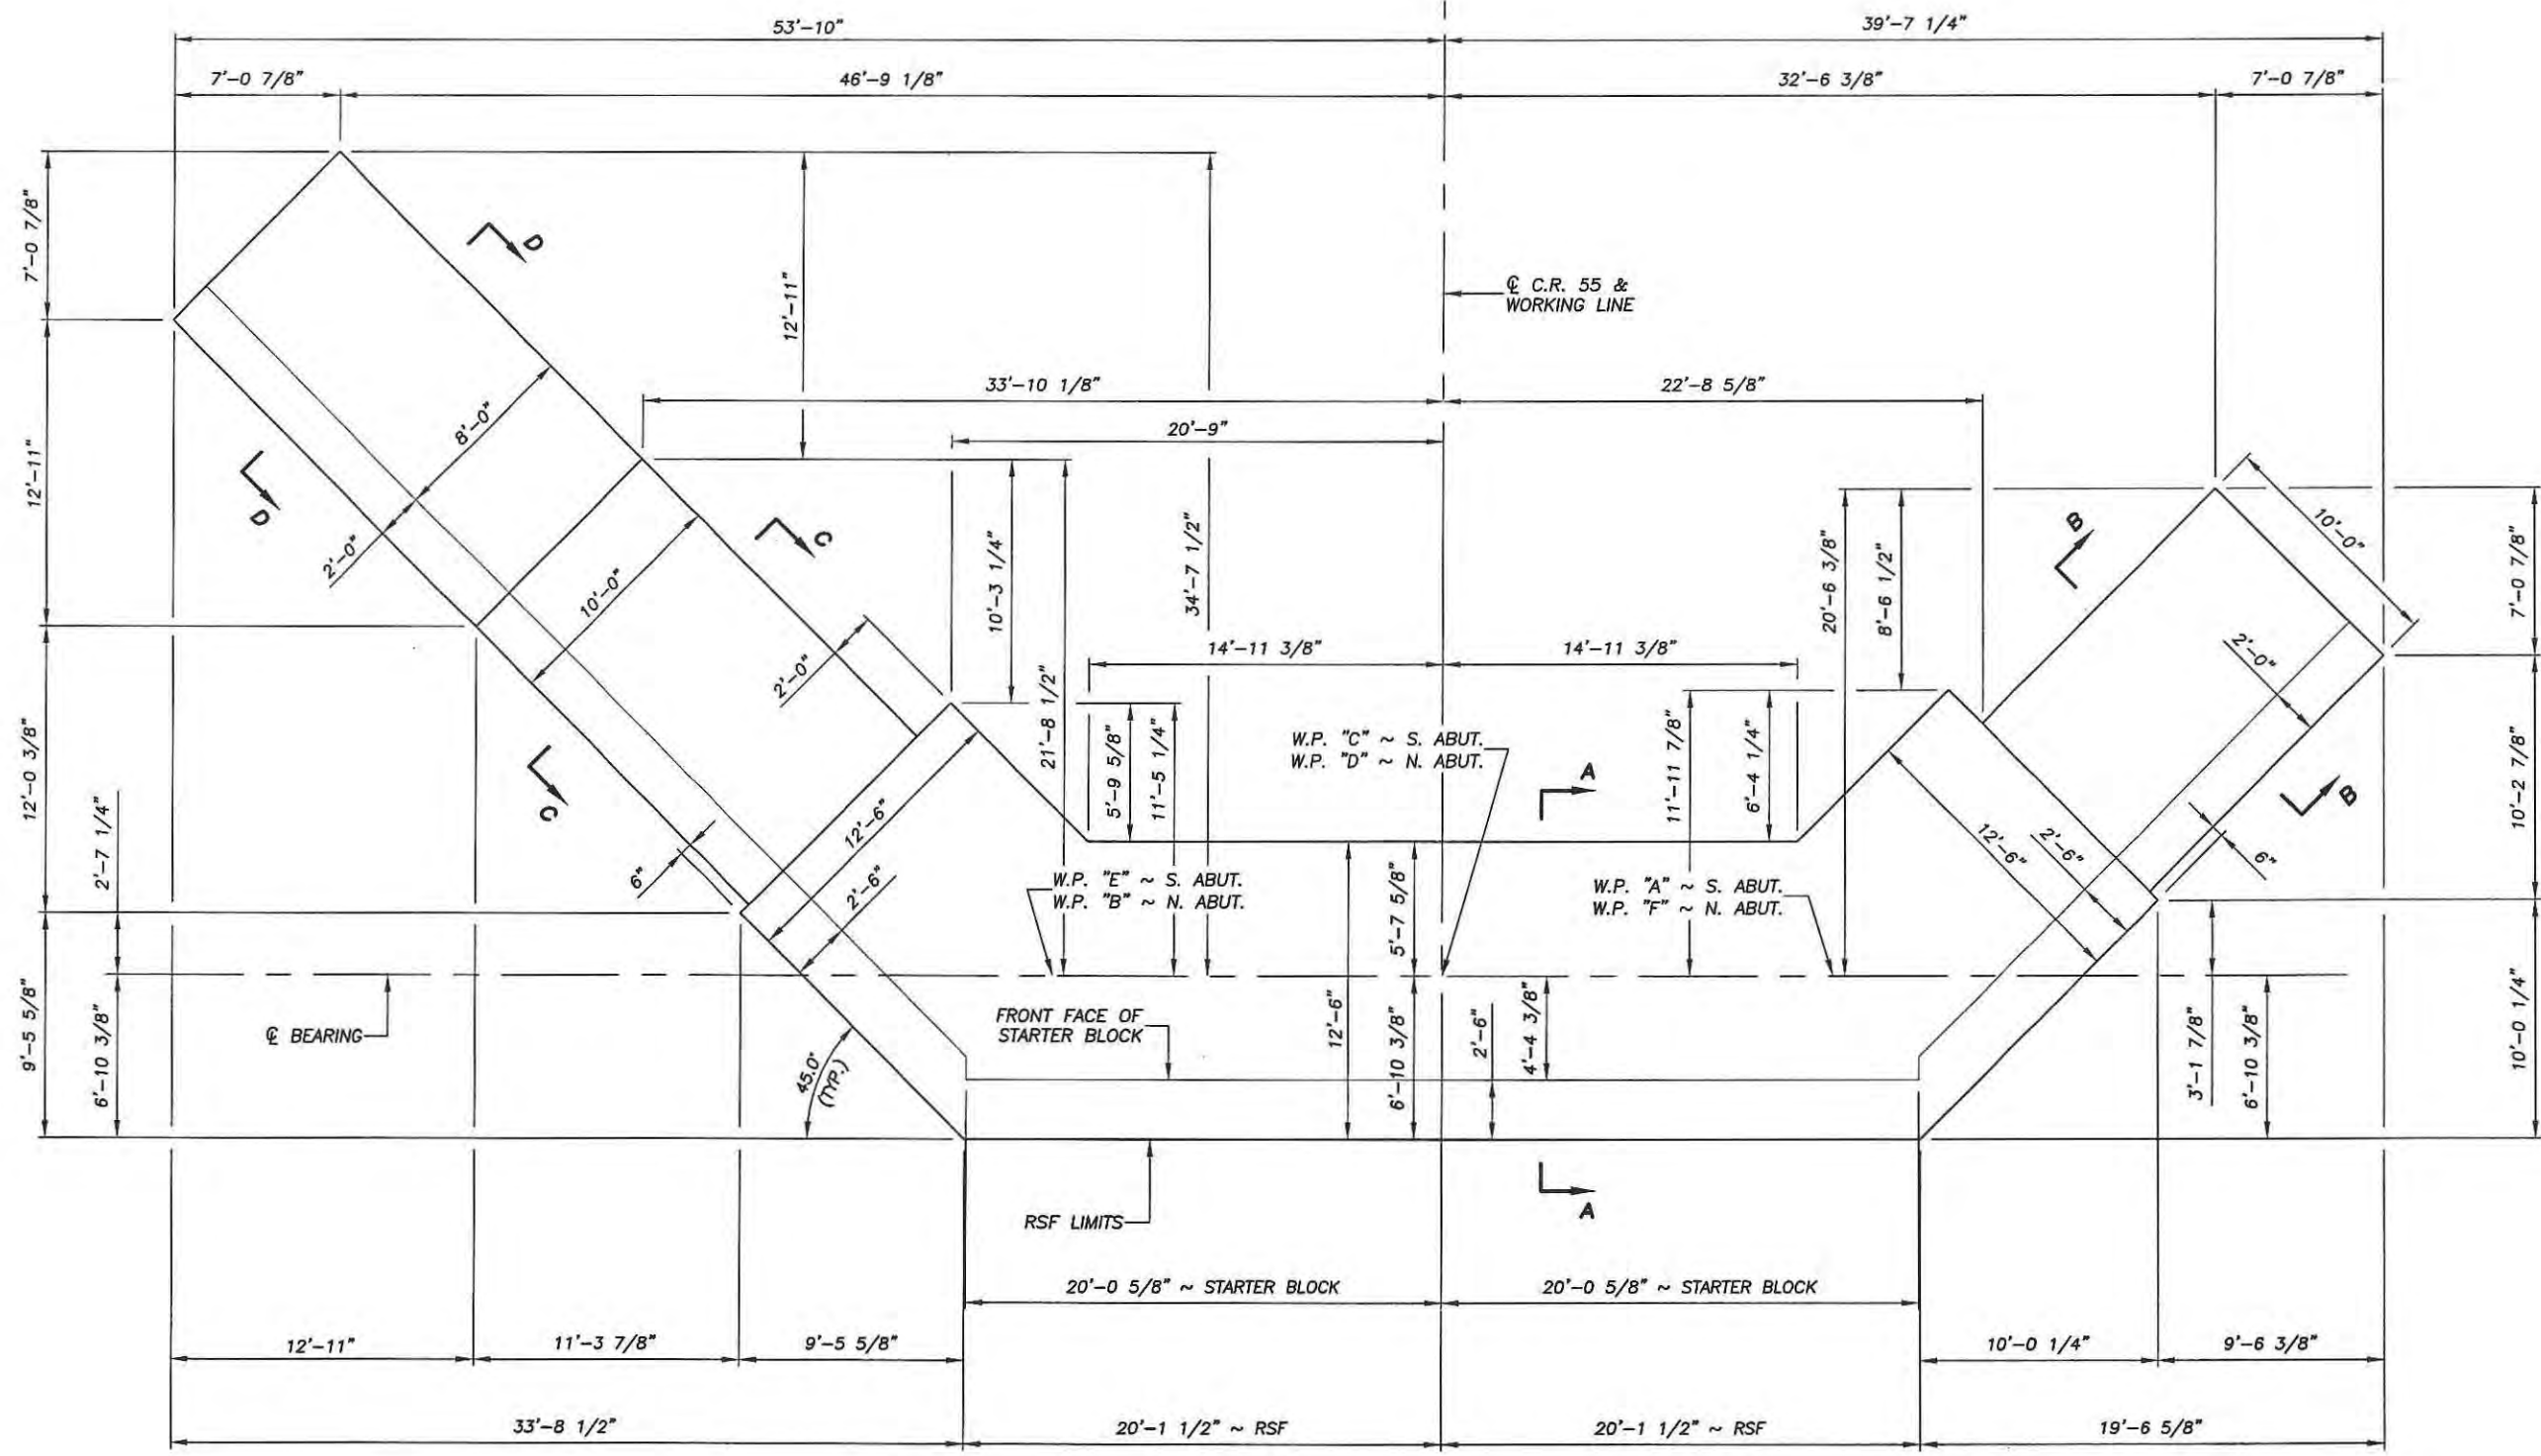 53'-10"
39'-7 1/4"
7'-0 7/8"
46'-9 1/8"
32'-6 3/8"
7'-0 7/8"
7'-0 7/8"
D
12'-11"
℄ C.R. 55 &
WORKING LINE
33'-10 1/8"
22'-8 5/8"
8'-0"
20'-9"
12'-11"
D
2'-0"
C
10'-0"
10'-3 1/4"
34'-7 1/2"
20'-6 3/8"
8'-6 1/2"
B
10'-0"
7'-0 7/8"
2'-0"
14'-11 3/8"
14'-11 3/8"
2'-0"
21'-8 1/2"
12'-0 3/8"
5'-9 5/8"
11'-5 1/4"
W.P. "C" ~ S. ABUT.
W.P. "D" ~ N. ABUT.
A
11'-11 7/8"
6'-4 1/4"
10'-2 7/8"
B
C
12'-6"
2'-7 1/4"
6"
2'-6"
W.P. "E" ~ S. ABUT.
W.P. "B" ~ N. ABUT.
5'-7 5/8"
W.P. "A" ~ S. ABUT.
W.P. "F" ~ N. ABUT.
12'-6"
2'-6"
6"
9'-5 5/8"
6'-10 3/8"
℄ BEARING
45.0°
(TYP.)
FRONT FACE OF
STARTER BLOCK
12'-6"
6'-10 3/8"
2'-6"
4'-4 3/8"
3'-1 7/8"
6'-10 3/8"
10'-0 1/4"
RSF LIMITS
A
20'-0 5/8" ~ STARTER BLOCK
20'-0 5/8" ~ STARTER BLOCK
12'-11"
11'-3 7/8"
9'-5 5/8"
10'-0 1/4"
9'-6 3/8"
33'-8 1/2"
20'-1 1/2" ~ RSF
20'-1 1/2" ~ RSF
19'-6 5/8"